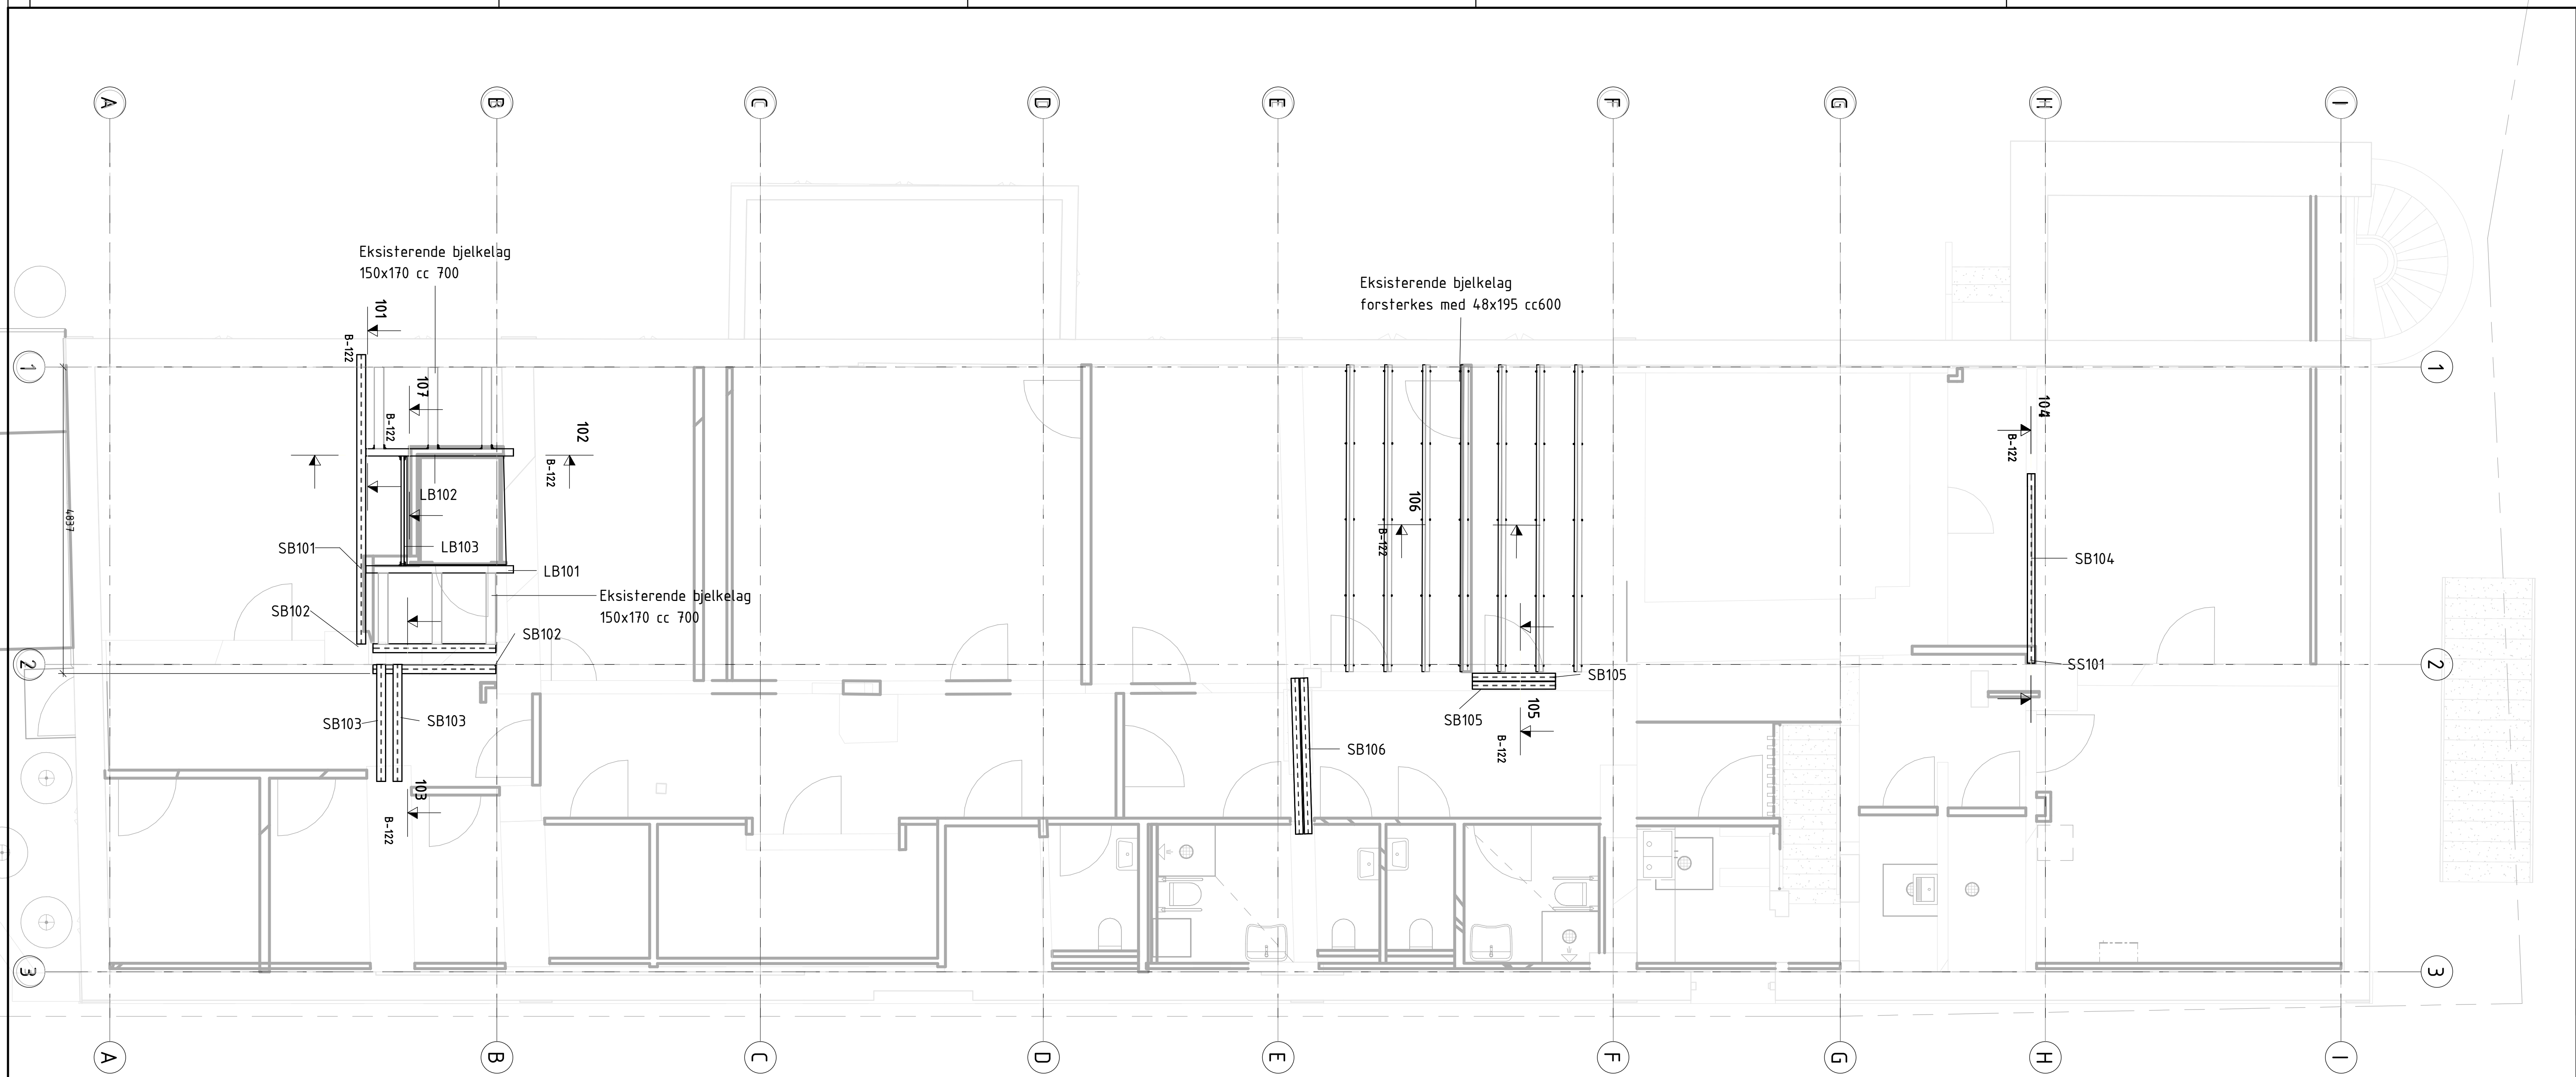 A
B
C
D
E
F
G
H
I
Eksisterende bjelkelag
150x170 cc 700
Eksisterende bjelkelag
forsterkes med 48x195 cc600
101
B-122
1
1
107
B-122
102
B-122
104
B-122
LB102
106
B-122
4837
SB101
LB103
LB101
SB104
Eksisterende bjelkelag
150x170 cc 700
SB102
SB102
2
SS101
2
SB105
SB103
SB103
SB105
105
B-122
SB106
103
B-122
3
3
A
B
C
D
E
F
G
H
I